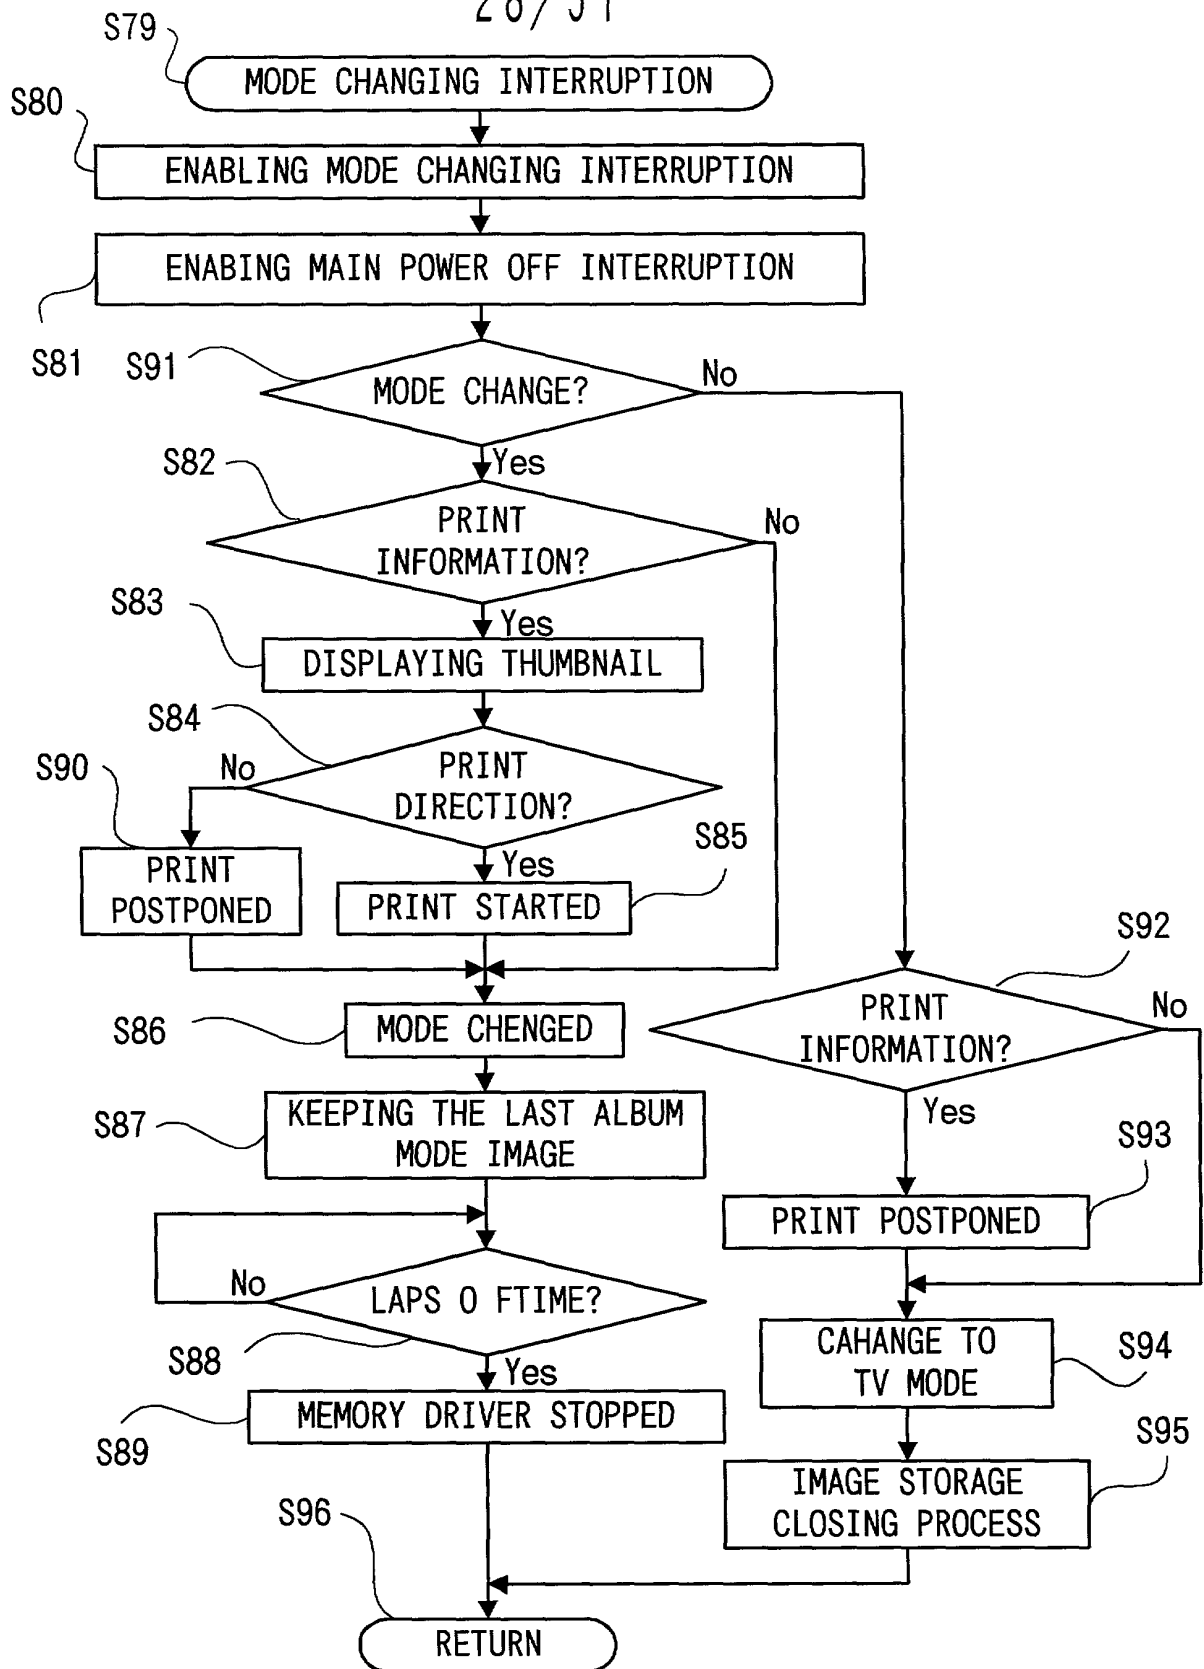 28/31
S79
MODE CHANGING INTERRUPTION
S80
ENABLING MODE CHANGING INTERRUPTION
ENABING MAIN POWER OFF INTERRUPTION
S81
S91
MODE CHANGE?
No
Yes
S82
PRINT
INFORMATION?
No
Yes
S83
DISPLAYING THUMBNAIL
S84
PRINT
DIRECTION?
No
S90
Yes
S85
PRINT
POSTPONED
PRINT STARTED
S86
MODE CHENGED
S87
KEEPING THE LAST ALBUM
MODE IMAGE
LAPS O FTIME?
No
S88
Yes
MEMORY DRIVER STOPPED
S89
S92
PRINT
INFORMATION?
No
Yes
S93
PRINT POSTPONED
CAHANGE TO
TV MODE
S94
S95
IMAGE STORAGE
CLOSING PROCESS
S96
RETURN